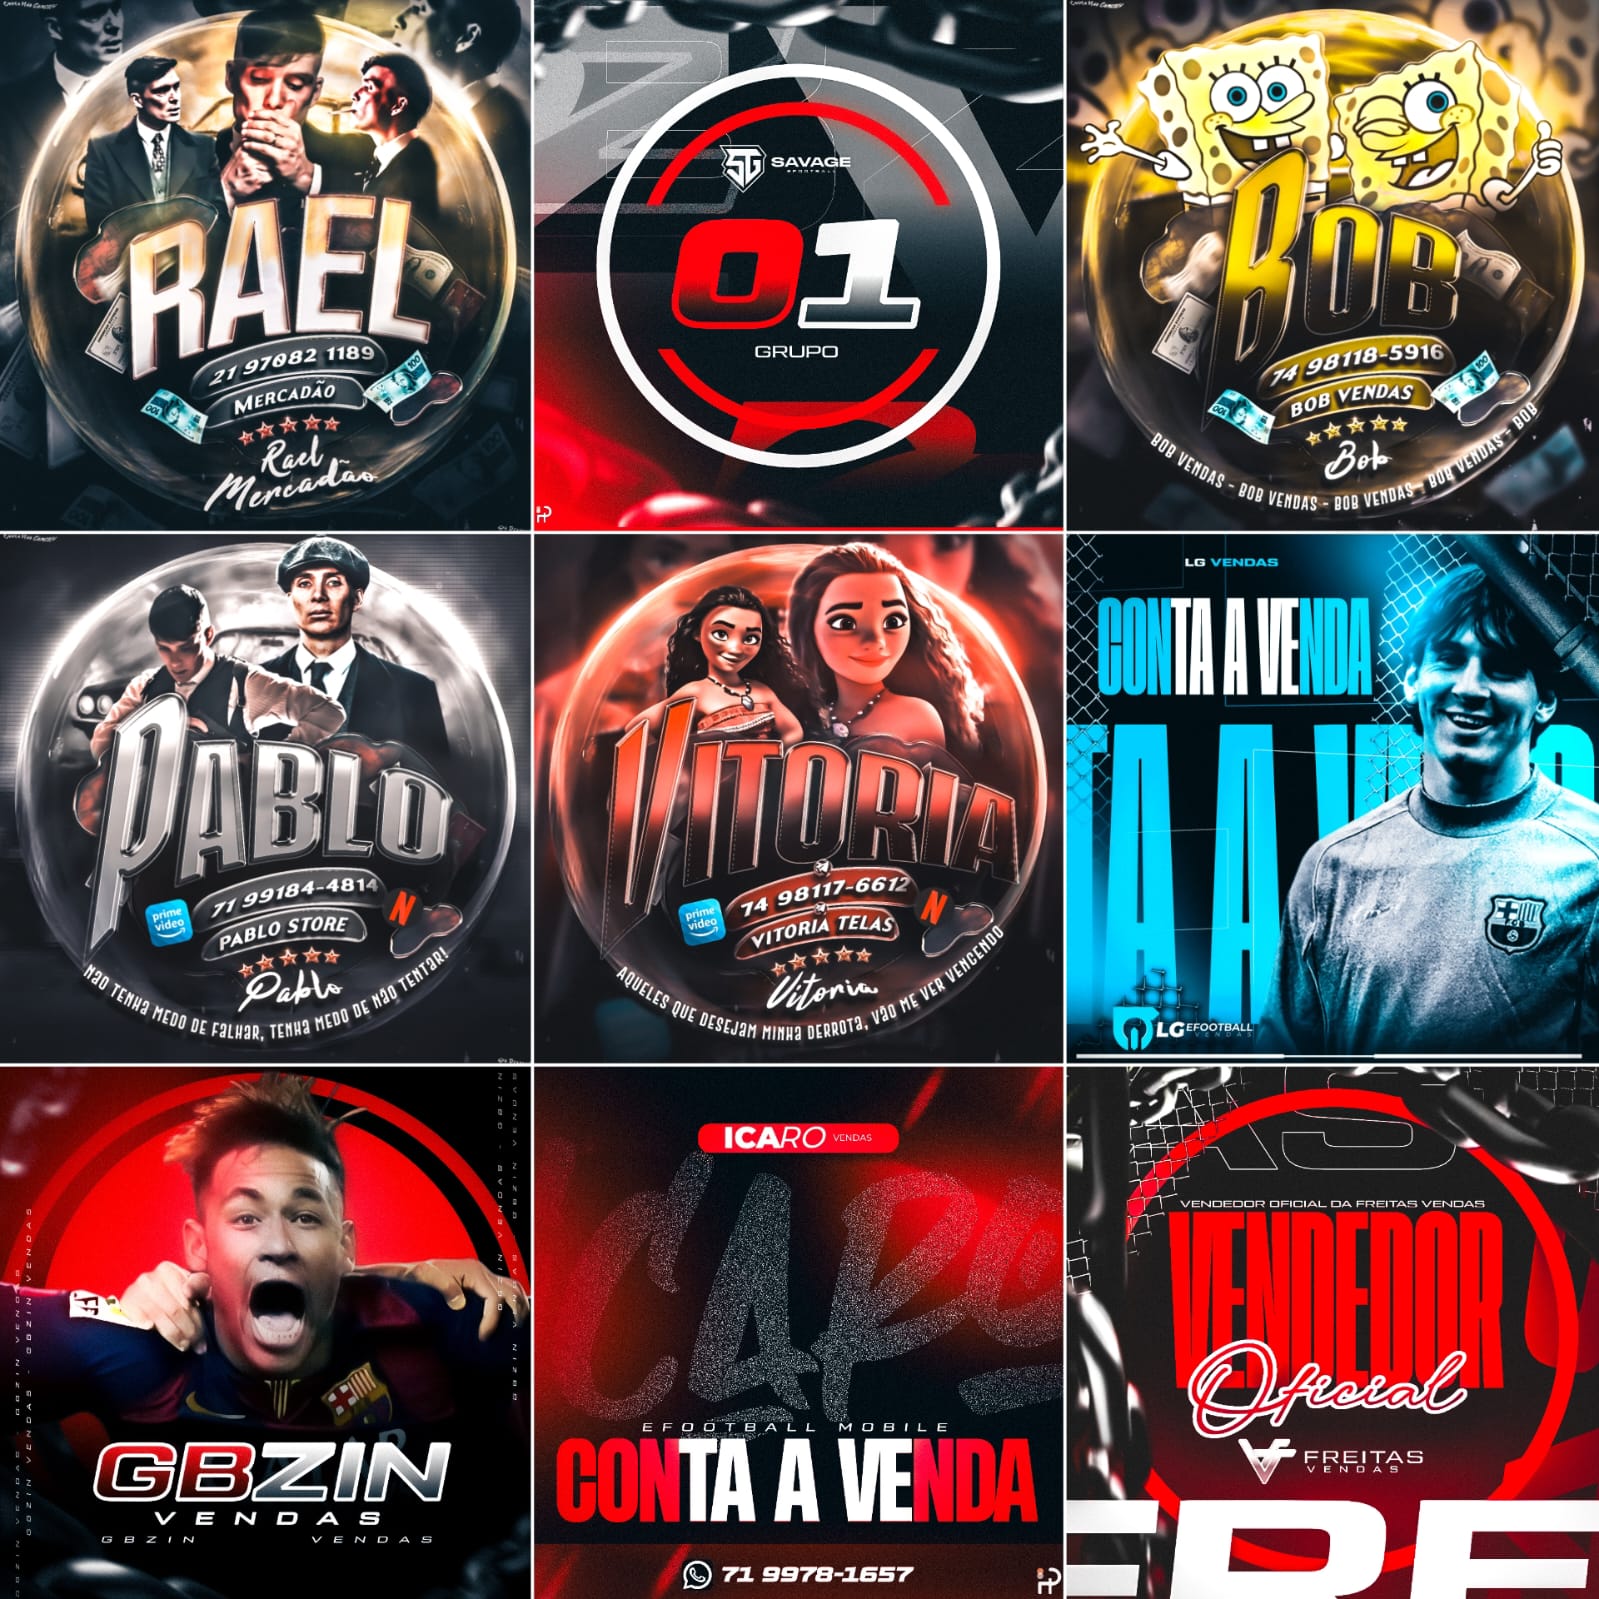 RAEL
21 97082 1189
MERCADÃO
Rael
Mercadão
SG SAVAGE
EFOOTBALL
01
GRUPO
BOB
74 98118-5916
BOB VENDAS
Bob
BOB VENDAS - BOB VENDAS - BOB VENDAS - BOB VENDAS - BOB
PABLO
prime video
71 99184-4814
N
PABLO STORE
Pablo
NÃO TENHA MEDO DE FALHAR, TENHA MEDO DE NÃO TENTAR!
VITORIA
prime video
74 98117-6612
N
VITORIA TELAS
Vitoria
AQUELES QUE DESEJAM MINHA DERROTA, VÃO ME VER VENCENDO
LG VENDAS
CONTA A VENDA
TA A V
LG EFOOTBALL
VENDAS
GBZIN
VENDAS
GBZIN VENDAS
ICARO VENDAS
ICARO
EFOOTBALL MOBILE
CONTA A VENDA
71 9978-1657
VENDEDOR OFICIAL DA FREITAS VENDAS
VENDEDOR
Oficial
FREITAS
VENDAS
FRE